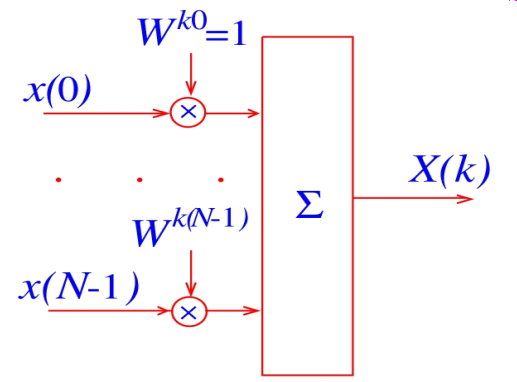 W^{k0}=1
x(0)
×
. . .
X(k)
Σ
W^{k(N-1)}
x(N-1)
×